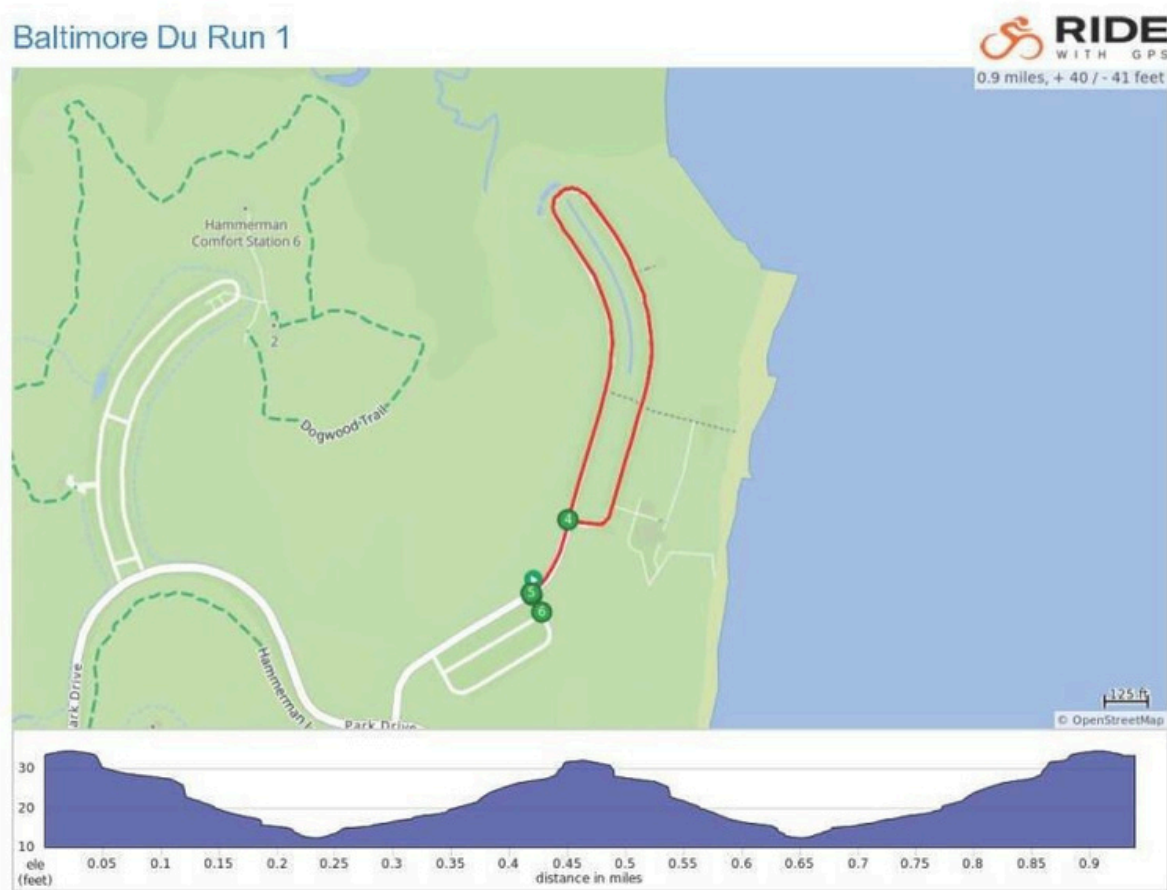 Baltimore Du Run 1
RIDE
WITH GPS
0.9 miles, + 40 / - 41 feet
Hammerman
Comfort Station 6
2
Dogwood Trail
4
5
6
ark Drive
Hammerman
Park Drive
125 ft
© OpenStreetMap
30
20
10
ele
(feet)
0.05 0.1 0.15 0.2 0.25 0.3 0.35 0.4 0.45 0.5 0.55 0.6 0.65 0.7 0.75 0.8 0.85 0.9
distance in miles